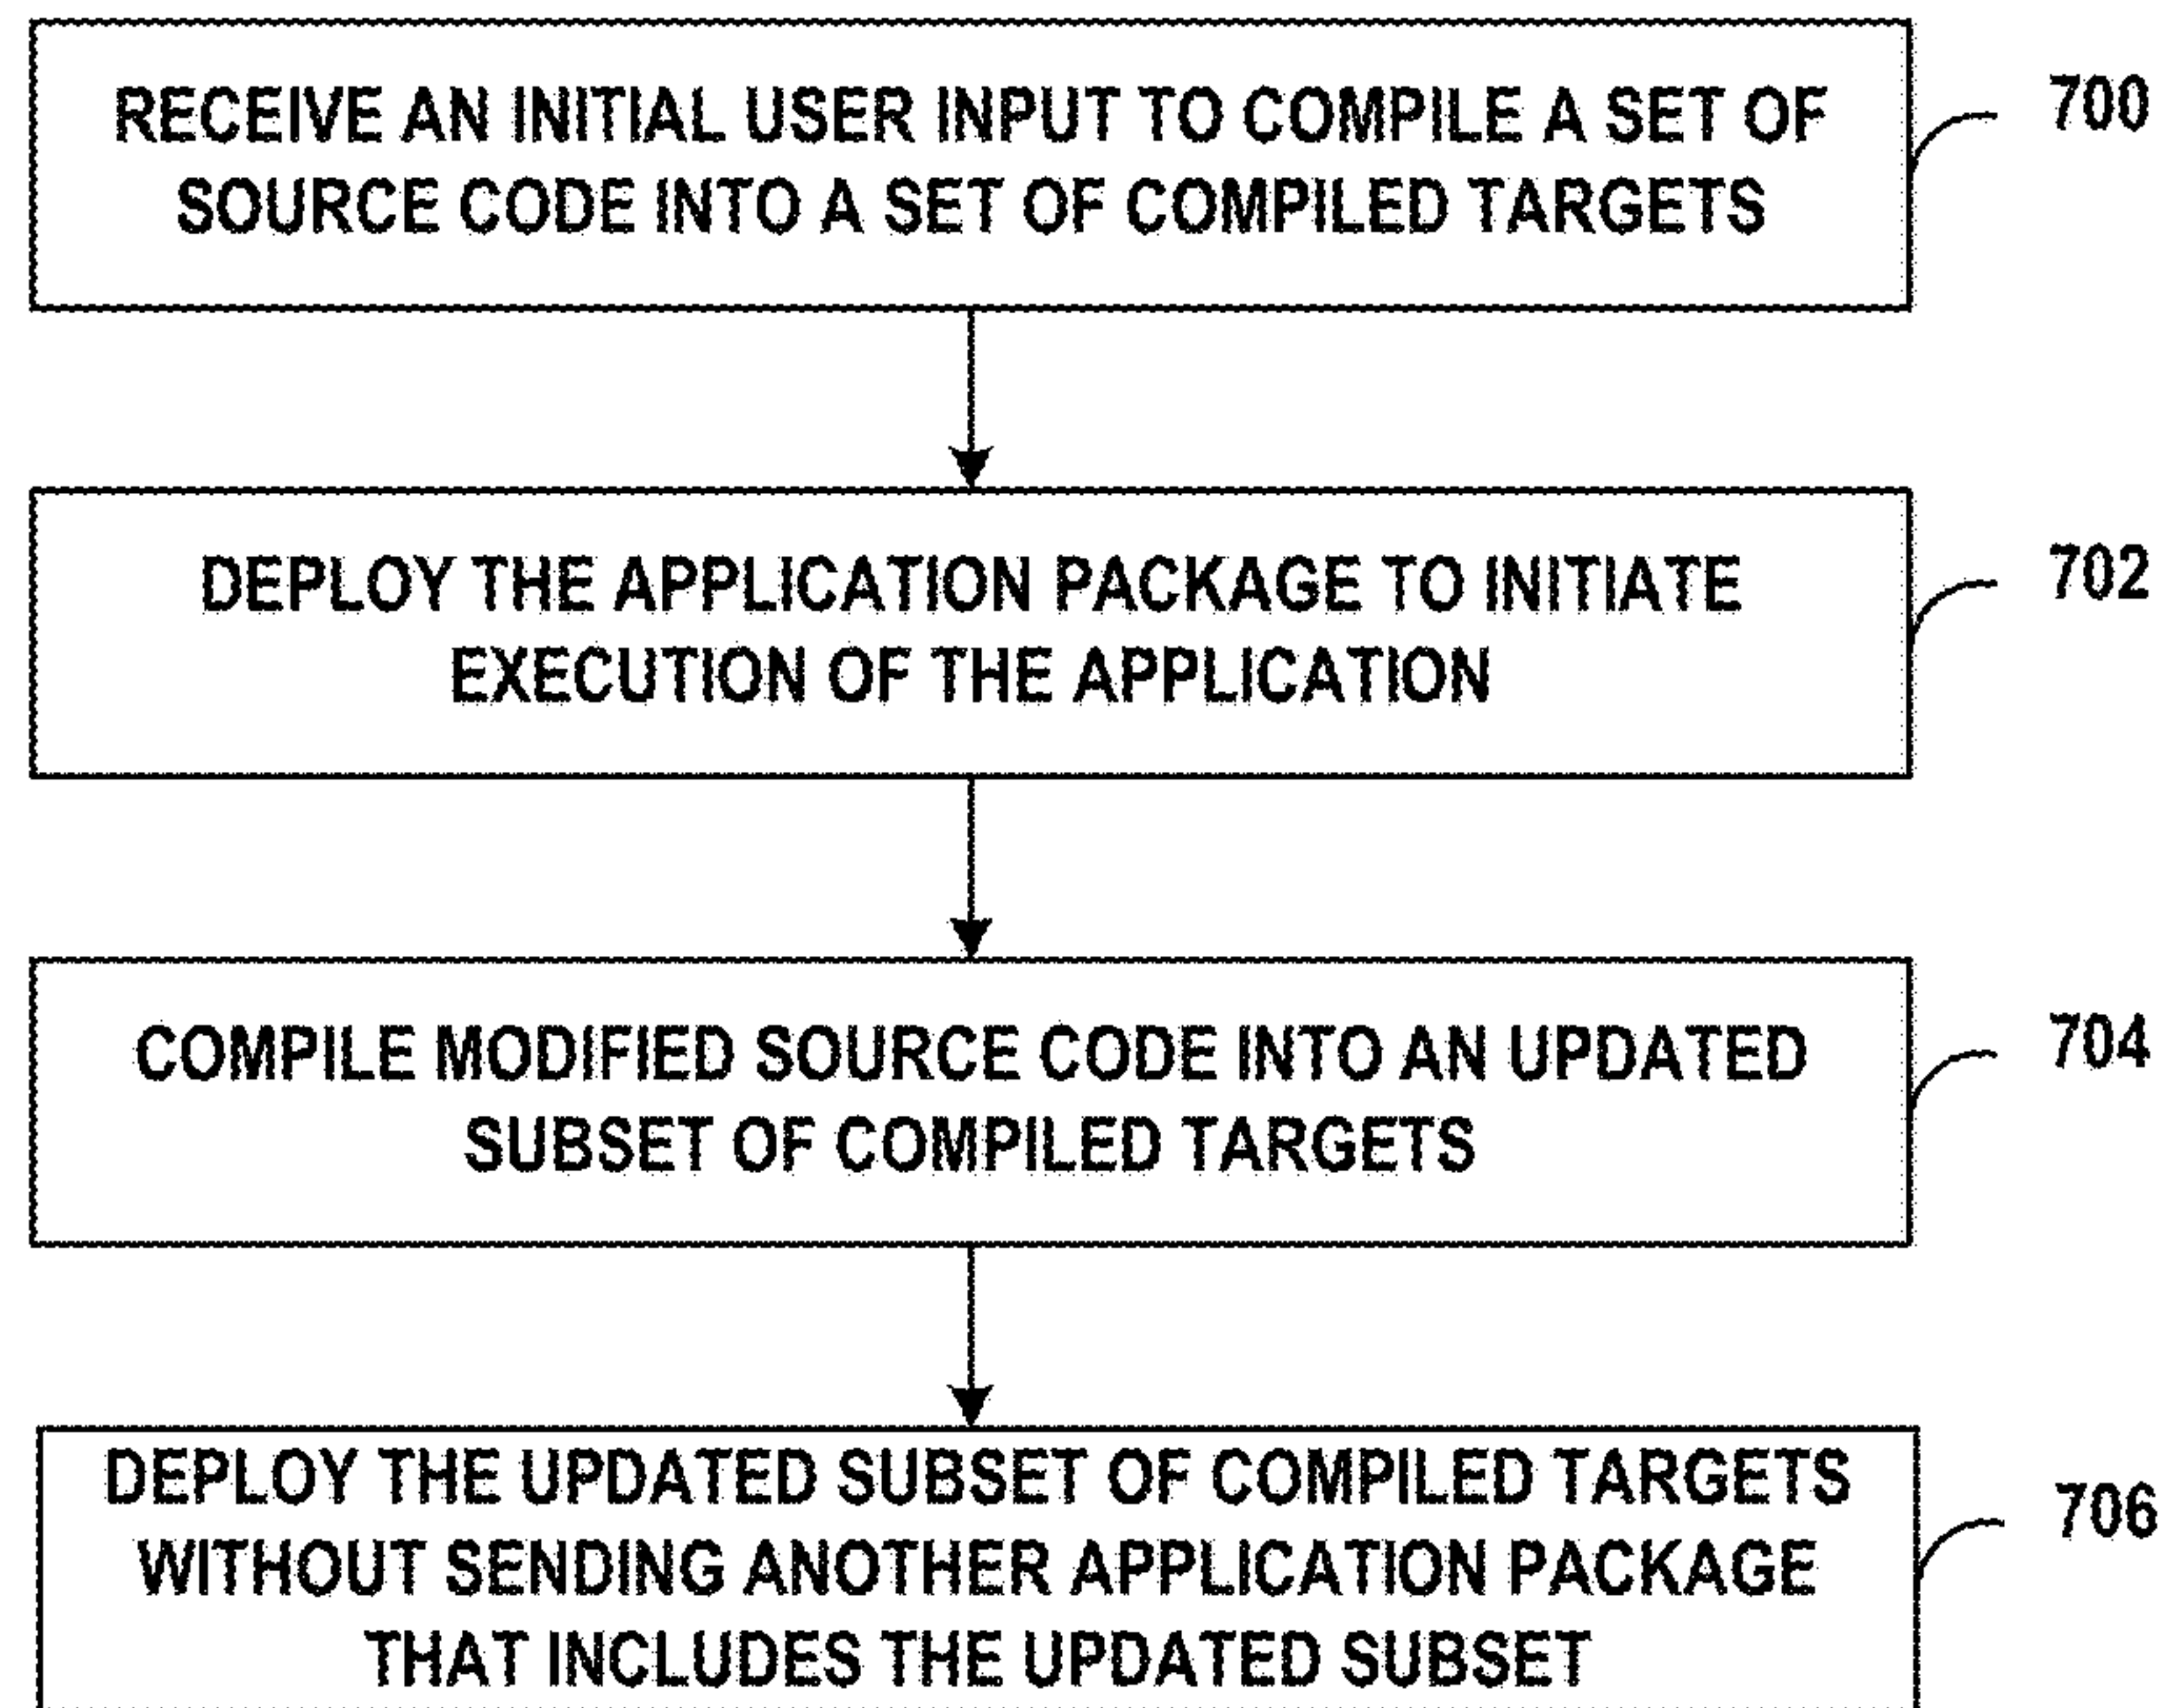 RECEIVE AN INITIAL USER INPUT TO COMPILE A SET OF
SOURCE CODE INTO A SET OF COMPILED TARGETS
700
DEPLOY THE APPLICATION PACKAGE TO INITIATE
EXECUTION OF THE APPLICATION
702
COMPILE MODIFIED SOURCE CODE INTO AN UPDATED
SUBSET OF COMPILED TARGETS
704
DEPLOY THE UPDATED SUBSET OF COMPILED TARGETS
WITHOUT SENDING ANOTHER APPLICATION PACKAGE
THAT INCLUDES THE UPDATED SUBSET
706